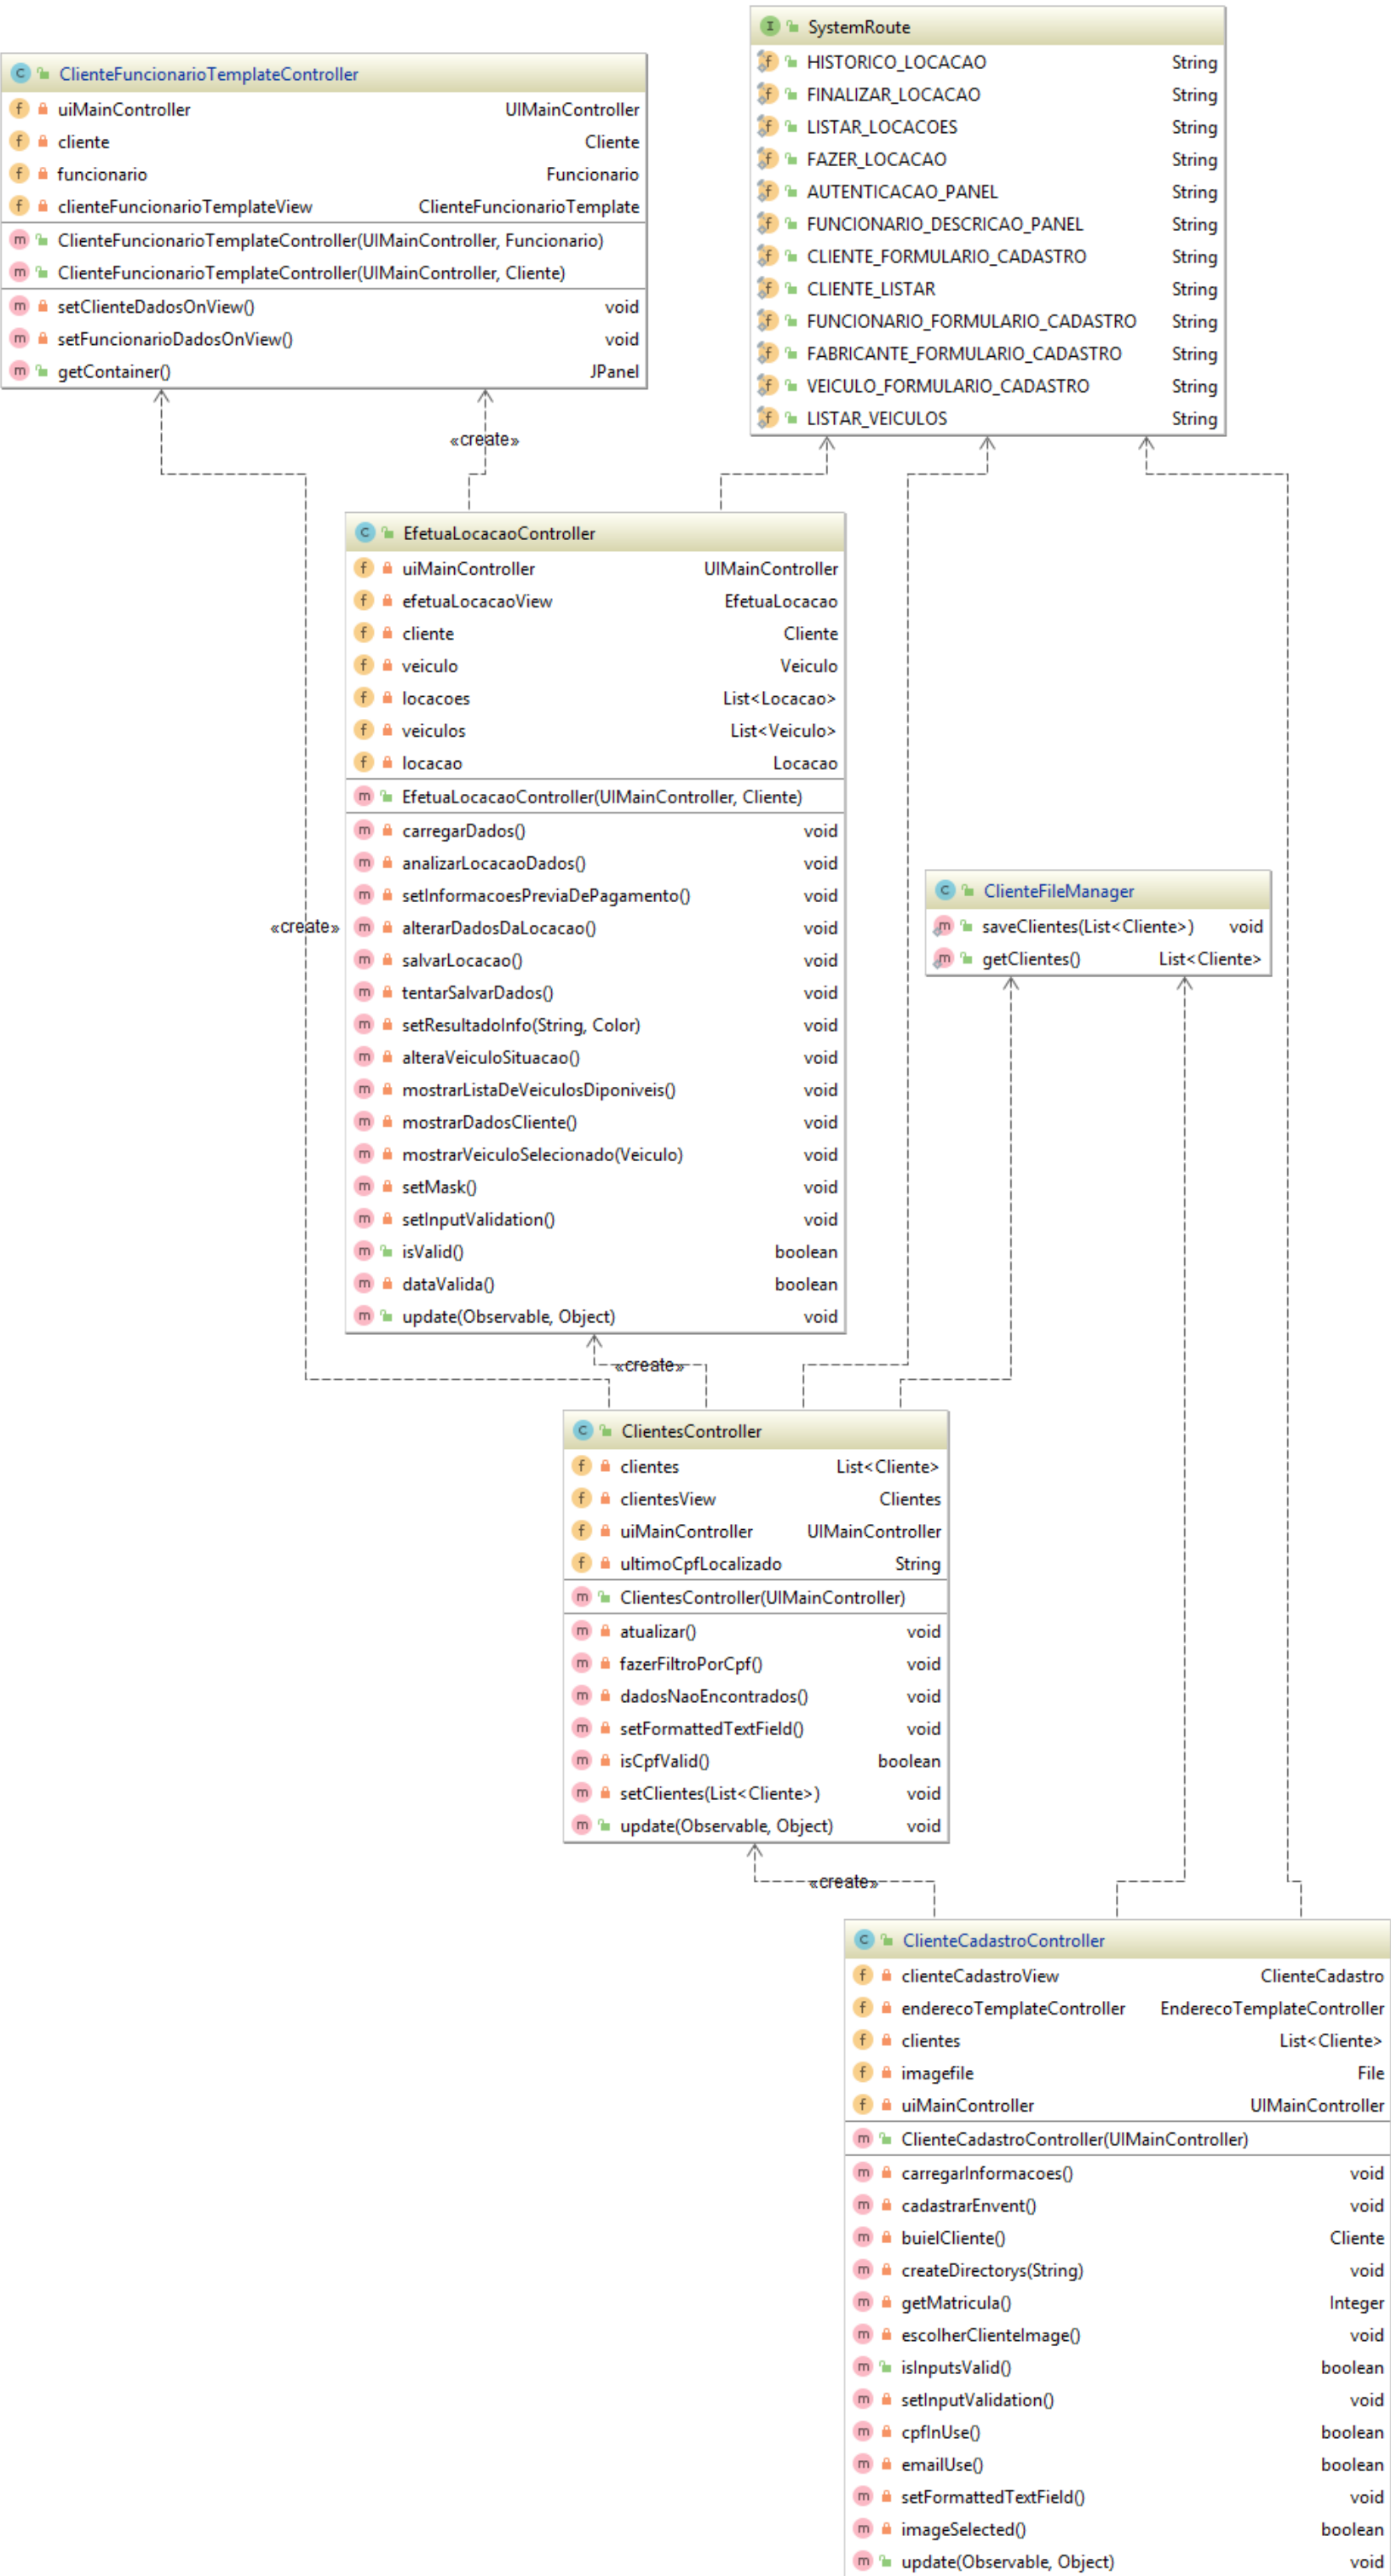 SystemRoute
HISTORICO_LOCACAO String
FINALIZAR_LOCACAO String
LISTAR_LOCACOES String
FAZER_LOCACAO String
AUTENTICACAO_PANEL String
FUNCIONARIO_DESCRICAO_PANEL String
CLIENTE_FORMULARIO_CADASTRO String
CLIENTE_LISTAR String
FUNCIONARIO_FORMULARIO_CADASTRO String
FABRICANTE_FORMULARIO_CADASTRO String
VEICULO_FORMULARIO_CADASTRO String
LISTAR_VEICULOS String
ClienteFuncionarioTemplateController
uiMainController UIMainController
cliente Cliente
funcionario Funcionario
clienteFuncionarioTemplateView ClienteFuncionarioTemplate
ClienteFuncionarioTemplateController(UIMainController, Funcionario)
ClienteFuncionarioTemplateController(UIMainController, Cliente)
setClienteDadosOnView() void
setFuncionarioDadosOnView() void
getContainer() JPanel
«create»
EfetuaLocacaoController
uiMainController UIMainController
efetuaLocacaoView EfetuaLocacao
cliente Cliente
veiculo Veiculo
locacoes List<Locacao>
veiculos List<Veiculo>
locacao Locacao
EfetuaLocacaoController(UIMainController, Cliente)
carregarDados() void
analizarLocacaoDados() void
setInformacoesPreviaDePagamento() void
alterarDadosDaLocacao() void
salvarLocacao() void
tentarSalvarDados() void
setResultadoInfo(String, Color) void
alteraVeiculoSituacao() void
mostrarListaDeVeiculosDiponiveis() void
mostrarDadosCliente() void
mostrarVeiculoSelecionado(Veiculo) void
setMask() void
setInputValidation() void
isValid() boolean
dataValida() boolean
update(Observable, Object) void
«create»
ClienteFileManager
saveClientes(List<Cliente>) void
getClientes() List<Cliente>
«create»
ClientesController
clientes List<Cliente>
clientesView Clientes
uiMainController UIMainController
ultimoCpfLocalizado String
ClientesController(UIMainController)
atualizar() void
fazerFiltroPorCpf() void
dadosNaoEncontrados() void
setFormattedTextField() void
isCpfValid() boolean
setClientes(List<Cliente>) void
update(Observable, Object) void
«create»
ClienteCadastroController
clienteCadastroView ClienteCadastro
enderecoTemplateController EnderecoTemplateController
clientes List<Cliente>
imagefile File
uiMainController UIMainController
ClienteCadastroController(UIMainController)
carregarInformacoes() void
cadastrarEnvent() void
buielCliente() Cliente
createDirectorys(String) void
getMatricula() Integer
escolherClienteImage() void
isInputsValid() boolean
setInputValidation() void
cpfInUse() boolean
emailUse() boolean
setFormattedTextField() void
imageSelected() boolean
update(Observable, Object) void